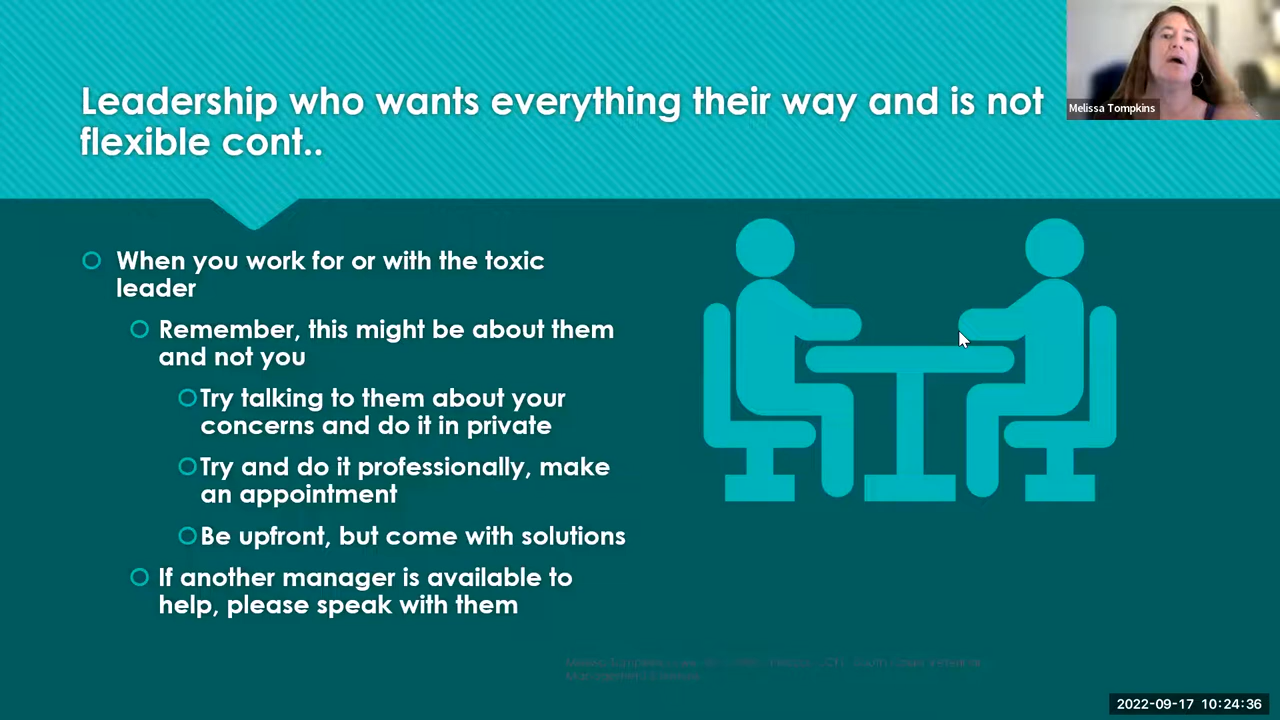 Leadership who wants everything their way and is not
flexible cont..
Melissa Tompkins
When you work for or with the toxic
leader
Remember, this might be about them
and not you
Try talking to them about your
concerns and do it in private
Try and do it professionally, make
an appointment
Be upfront, but come with solutions
If another manager is available to
help, please speak with them
2022-09-17 10:24:36